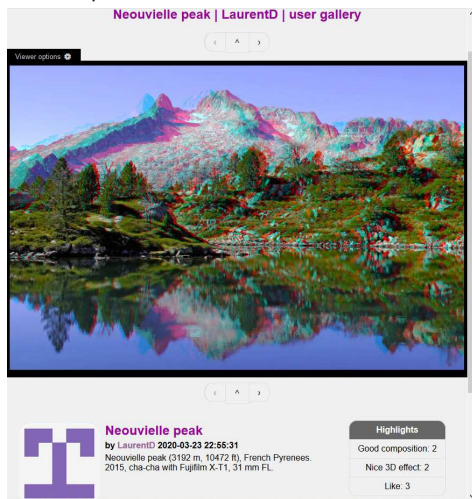 Neouvielle peak | LaurentD | user gallery
‹ ^ ›
Viewer options
‹ ^ ›
Neouvielle peak
by LaurentD 2020-03-23 22:55:31
Neouvielle peak (3192 m, 10472 ft), French Pyrenees.
2015, cha-cha with Fujifilm X-T1, 31 mm FL.
Highlights
Good composition: 2
Nice 3D effect: 2
Like: 3